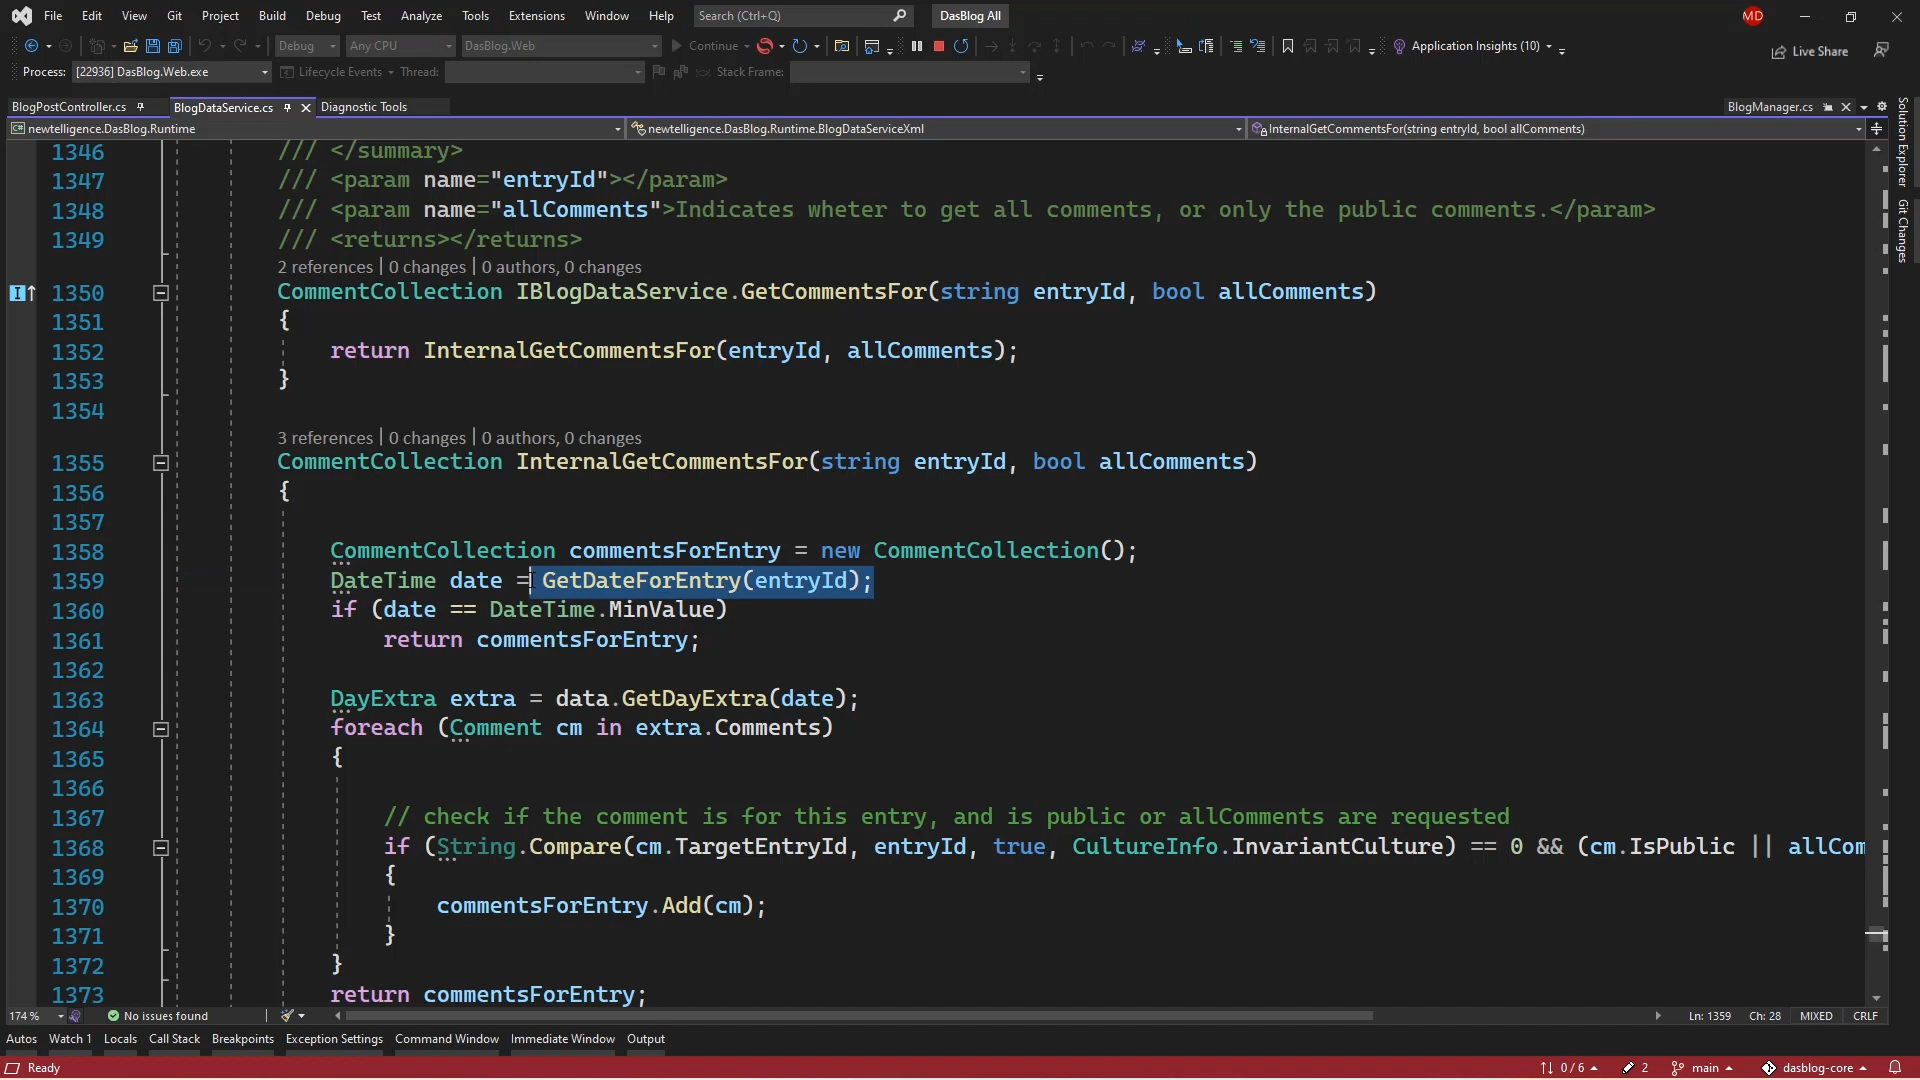 File Edit View Git Project Build Debug Test Analyze Tools Extensions Window Help Search (Ctrl+Q) DasBlog All MD
Debug Any CPU DasBlog.Web Continue Application Insights (10) Live Share
Process: [22936] DasBlog.Web.exe Lifecycle Events Thread: Stack Frame:
BlogPostController.cs BlogDataService.cs Diagnostic Tools BlogManager.cs
newtelligence.DasBlog.Runtime newtelligence.DasBlog.Runtime.BlogDataServiceXml InternalGetCommentsFor(string entryId, bool allComments)
Solution Explorer
Git Changes
1346 /// </summary>
1347 /// <param name="entryId"></param>
1348 /// <param name="allComments">Indicates wheter to get all comments, or only the public comments.</param>
1349 /// <returns></returns>
2 references | 0 changes | 0 authors, 0 changes
1350 CommentCollection IBlogDataService.GetCommentsFor(string entryId, bool allComments)
1351 {
1352 return InternalGetCommentsFor(entryId, allComments);
1353 }
1354
3 references | 0 changes | 0 authors, 0 changes
1355 CommentCollection InternalGetCommentsFor(string entryId, bool allComments)
1356 {
1357
1358 CommentCollection commentsForEntry = new CommentCollection();
1359 DateTime date = GetDateForEntry(entryId);
1360 if (date == DateTime.MinValue)
1361 return commentsForEntry;
1362
1363 DayExtra extra = data.GetDayExtra(date);
1364 foreach (Comment cm in extra.Comments)
1365 {
1366
1367 // check if the comment is for this entry, and is public or allComments are requested
1368 if (String.Compare(cm.TargetEntryId, entryId, true, CultureInfo.InvariantCulture) == 0 && (cm.IsPublic || allCom
1369 {
1370 commentsForEntry.Add(cm);
1371 }
1372 }
1373 return commentsForEntry;
174 % No issues found Ln: 1359 Ch: 28 MIXED CRLF
Autos Watch 1 Locals Call Stack Breakpoints Exception Settings Command Window Immediate Window Output
Ready 0 / 6 2 main dasblog-core